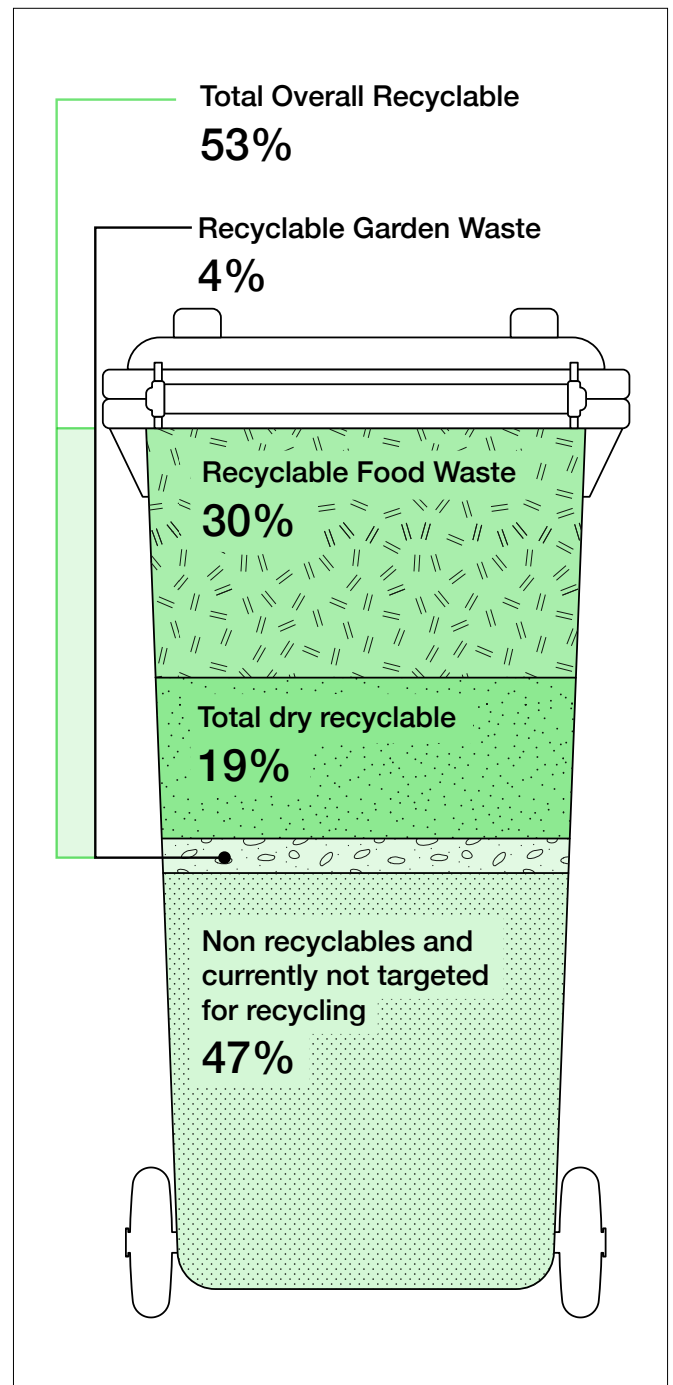 Total Overall Recyclable
53%
Recyclable Garden Waste
4%
Recyclable Food Waste
30%
Total dry recyclable
19%
Non recyclables and
currently not targeted
for recycling
47%